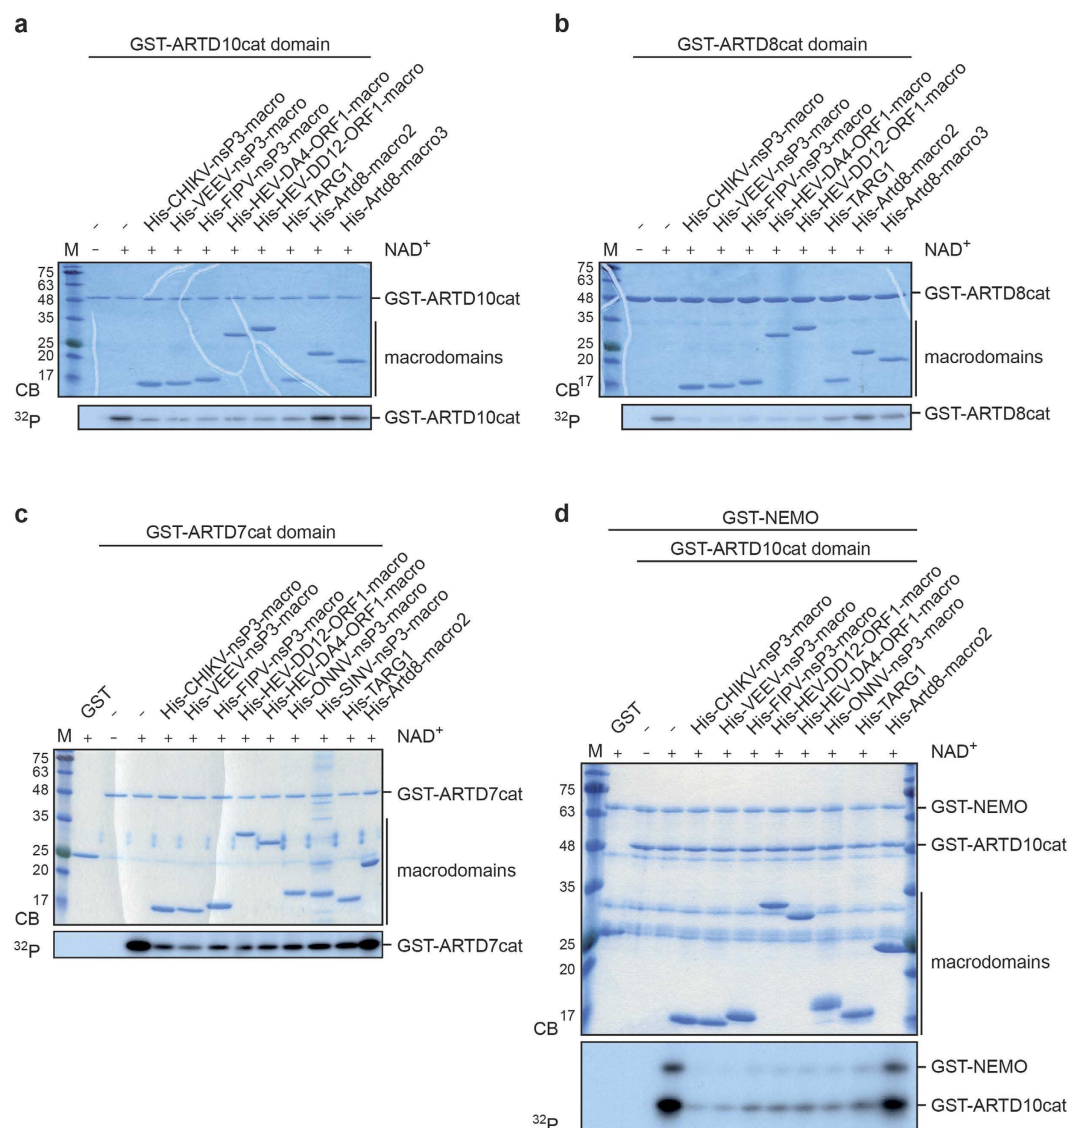 a
GST-ARTD10cat domain
- - His-CHIKV-nsP3-macro His-VEEV-nsP3-macro His-FIPV-nsP3-macro His-HEV-DA4-ORF1-macro His-HEV-DD12-ORF1-macro His-TARG1 His-Artd8-macro2 His-Artd8-macro3
M - + + + + + + + + + NAD+
75
63
48 GST-ARTD10cat
35
25 macrodomains
20
17
CB
32P GST-ARTD10cat
b
GST-ARTD8cat domain
- - His-CHIKV-nsP3-macro His-VEEV-nsP3-macro His-FIPV-nsP3-macro His-HEV-DA4-ORF1-macro His-HEV-DD12-ORF1-macro His-TARG1 His-Artd8-macro2 His-Artd8-macro3
M - + + + + + + + + + NAD+
75
63
48 GST-ARTD8cat
35
25 macrodomains
20
17
CB
32P GST-ARTD8cat
c
GST-ARTD7cat domain
GST - - His-CHIKV-nsP3-macro His-VEEV-nsP3-macro His-FIPV-nsP3-macro His-HEV-DD12-ORF1-macro His-HEV-DA4-ORF1-macro His-ONNV-nsP3-macro His-SINV-nsP3-macro His-TARG1 His-Artd8-macro2
M + - + + + + + + + + + + NAD+
75
63
48 GST-ARTD7cat
35
25 macrodomains
20
17
CB
32P GST-ARTD7cat
d
GST-NEMO
GST-ARTD10cat domain
GST - - His-CHIKV-nsP3-macro His-VEEV-nsP3-macro His-FIPV-nsP3-macro His-HEV-DD12-ORF1-macro His-HEV-DA4-ORF1-macro His-ONNV-nsP3-macro His-TARG1 His-Artd8-macro2
M + - + + + + + + + + + NAD+
75
63 GST-NEMO
48 GST-ARTD10cat
35
25
20 macrodomains
17
CB
GST-NEMO
GST-ARTD10cat
32P